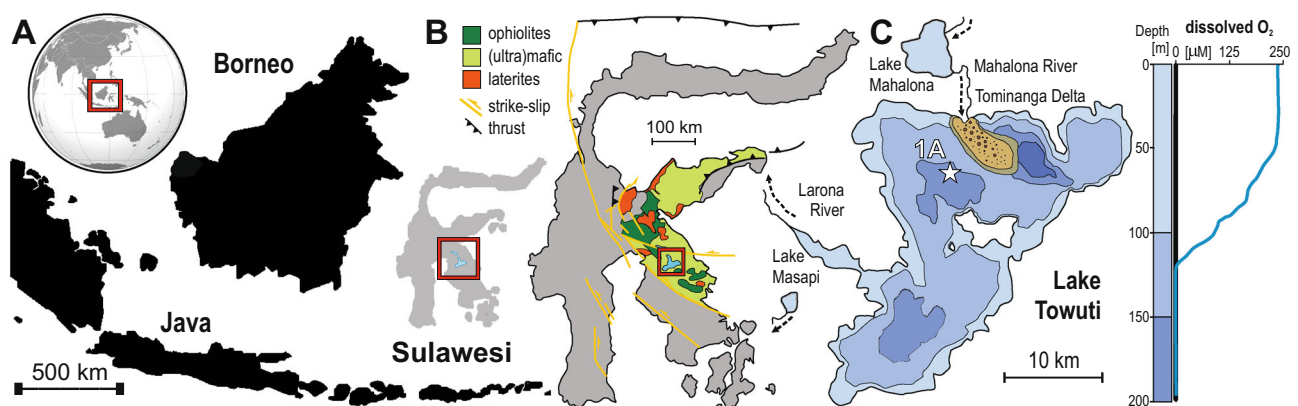 A
Borneo
Java
Sulawesi
500 km
B
ophiolites
(ultra)mafic
laterites
strike-slip
thrust
100 km
C
Lake
Mahalona
Mahalona River
Tominanga Delta
1A
Larona
River
Lake
Masapi
Lake
Towuti
10 km
Depth
[m]
dissolved O₂
0 [µM] 125 250
0
50
100
150
200